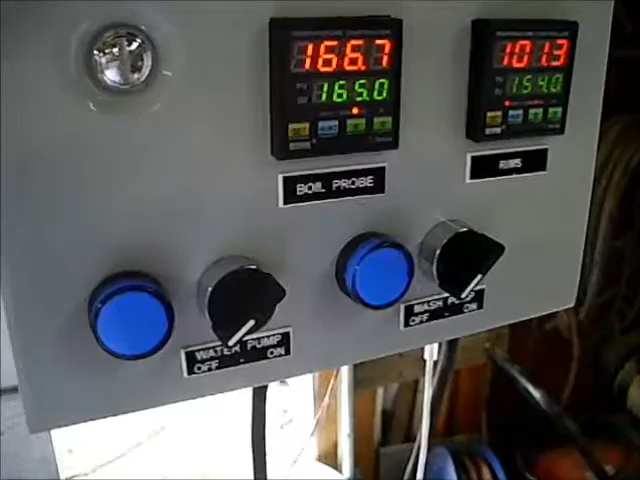 166.7
165.0
101.3
154.0
BOIL PROBE
RIMS
WATER PUMP
OFF - ON
MASH PUMP
OFF - ON